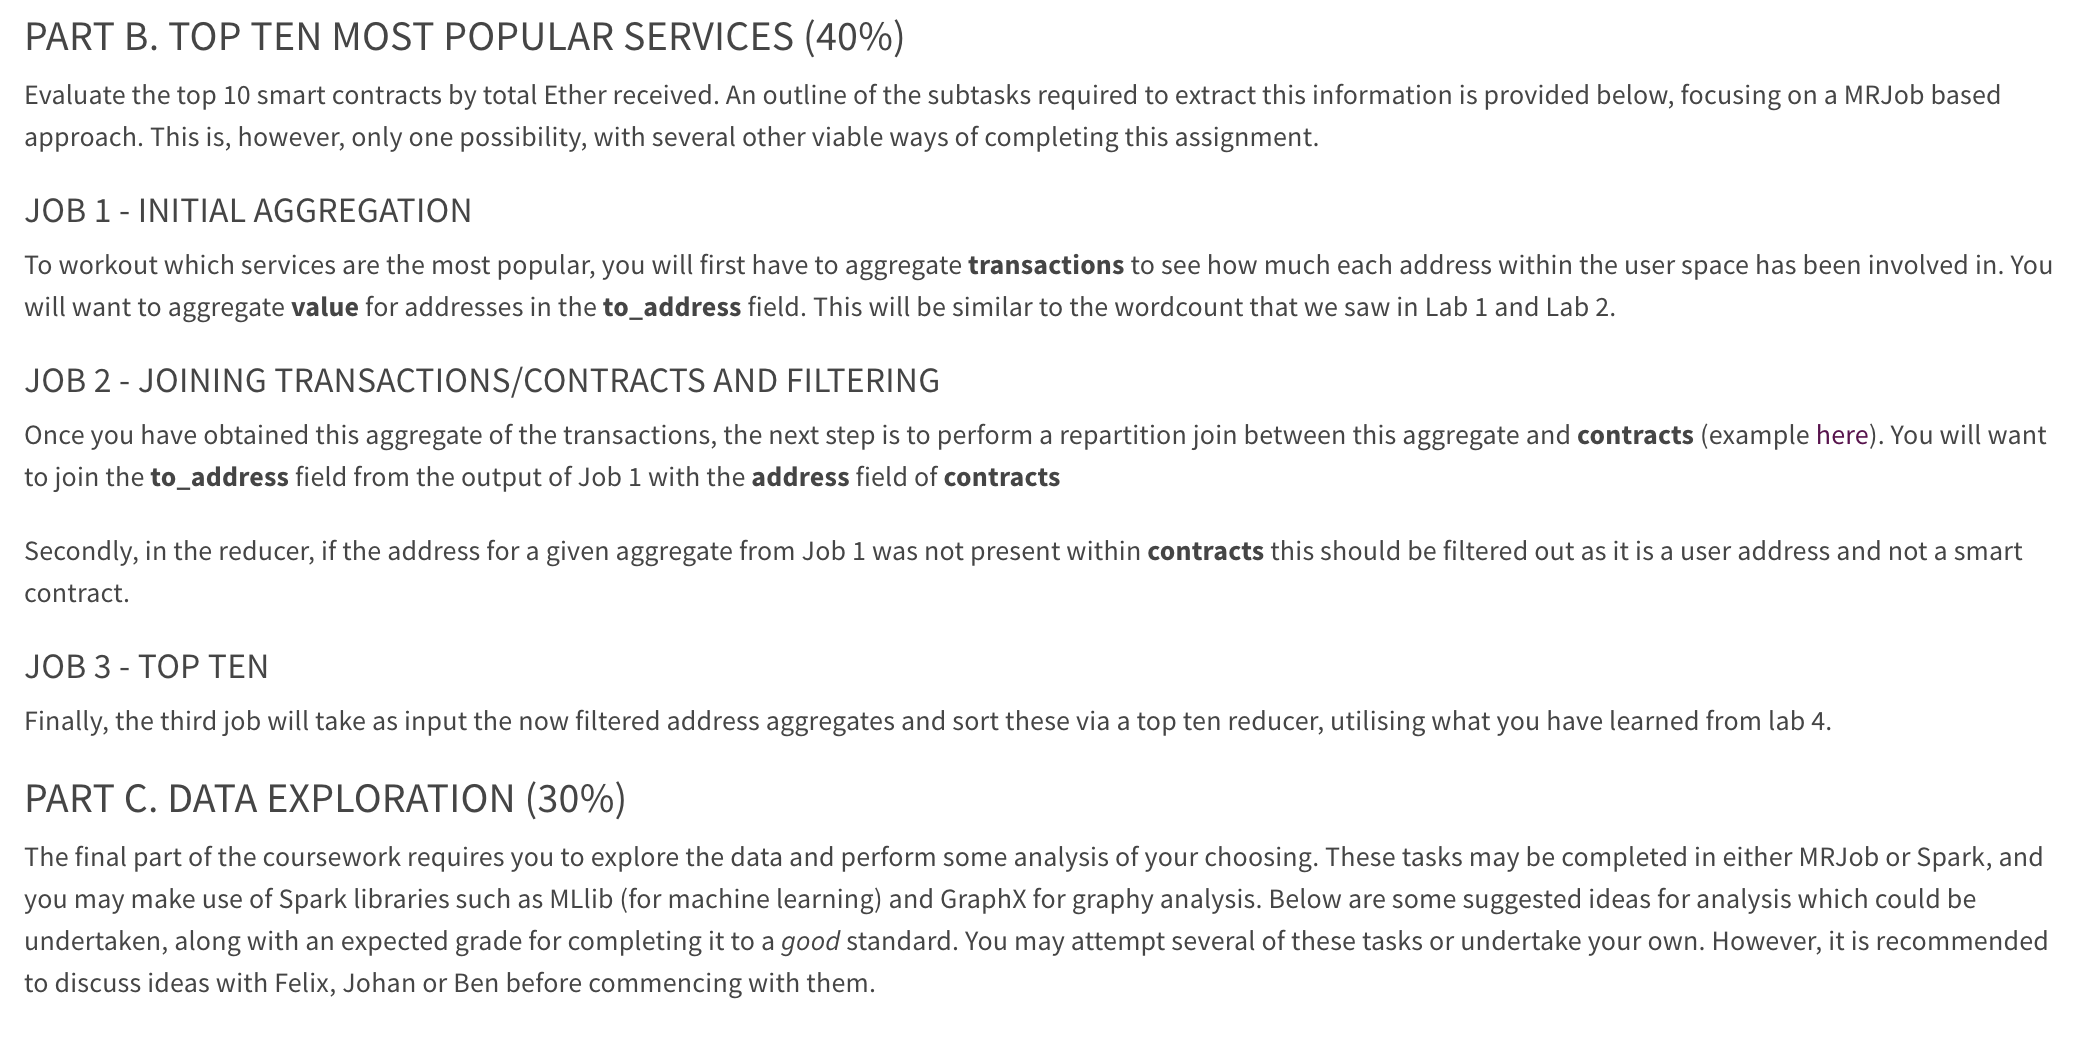 PART B. TOP TEN MOST POPULAR SERVICES (40%)
Evaluate the top 10 smart contracts by total Ether received. An outline of the subtasks required to extract this information is provided below, focusing on a MRJob based
approach. This is, however, only one possibility, with several other viable ways of completing this assignment.
JOB 1 - INITIAL AGGREGATION
To workout which services are the most popular, you will first have to aggregate transactions to see how much each address within the user space has been involved in. You
will want to aggregate value for addresses in the to_address field. This will be similar to the wordcount that we saw in Lab 1 and Lab 2.
JOB 2 - JOINING TRANSACTIONS/CONTRACTS AND FILTERING
Once you have obtained this aggregate of the transactions, the next step is to perform a repartition join between this aggregate and contracts (example here). You will want
to join the to_address field from the output of Job 1 with the address field of contracts
Secondly, in the reducer, if the address for a given aggregate from Job 1 was not present within contracts this should be filtered out as it is a user address and not a smart
contract.
JOB 3 - TOP TEN
Finally, the third job will take as input the now filtered address aggregates and sort these via a top ten reducer, utilising what you have learned from lab 4.
PART C. DATA EXPLORATION (30%)
The final part of the coursework requires you to explore the data and perform some analysis of your choosing. These tasks may be completed in either MRJob or Spark, and
you may make use of Spark libraries such as MLlib (for machine learning) and GraphX for graphy analysis. Below are some suggested ideas for analysis which could be
undertaken, along with an expected grade for completing it to a good standard. You may attempt several of these tasks or undertake your own. However, it is recommended
to discuss ideas with Felix, Johan or Ben before commencing with them.